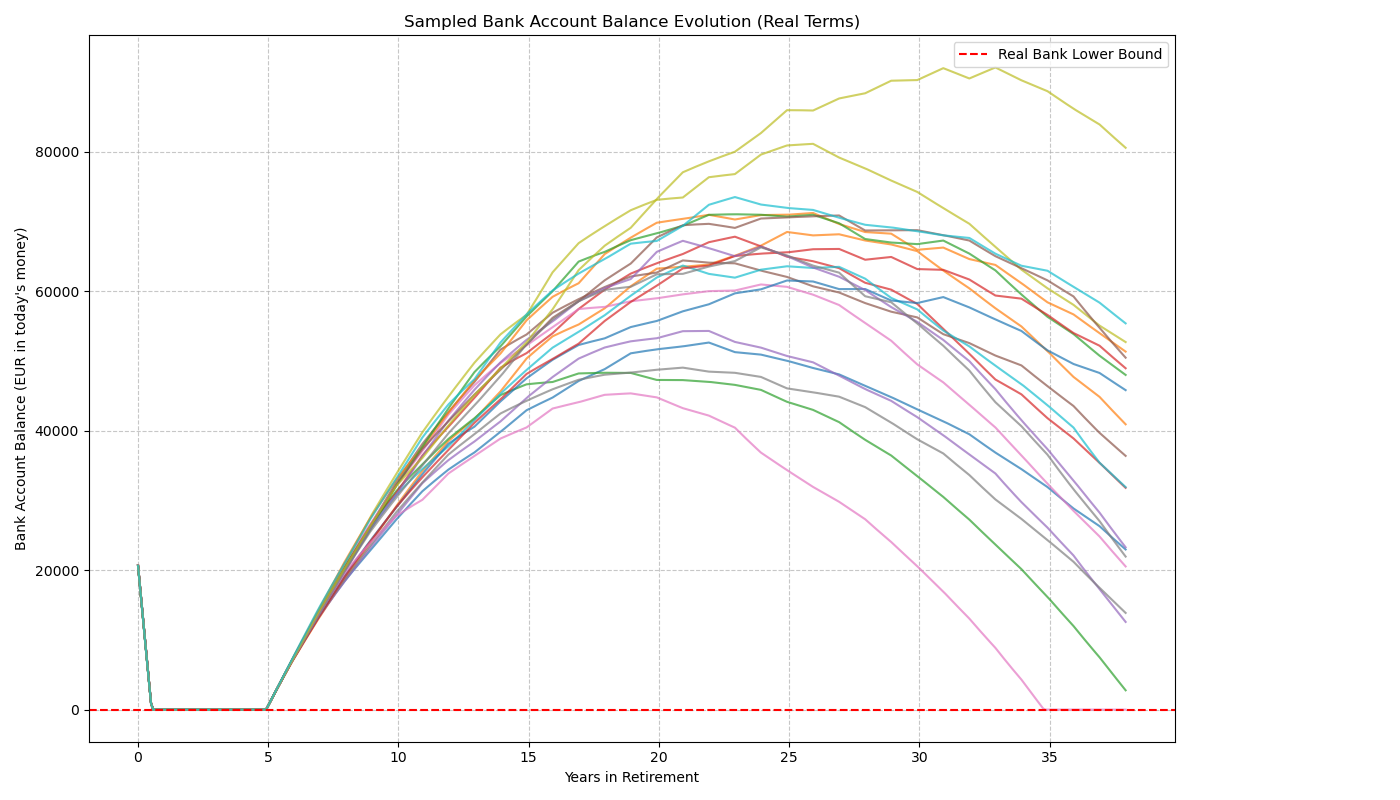 Sampled Bank Account Balance Evolution (Real Terms)
Real Bank Lower Bound
Bank Account Balance (EUR in today's money)
80000
60000
40000
20000
0
0 5 10 15 20 25 30 35
Years in Retirement